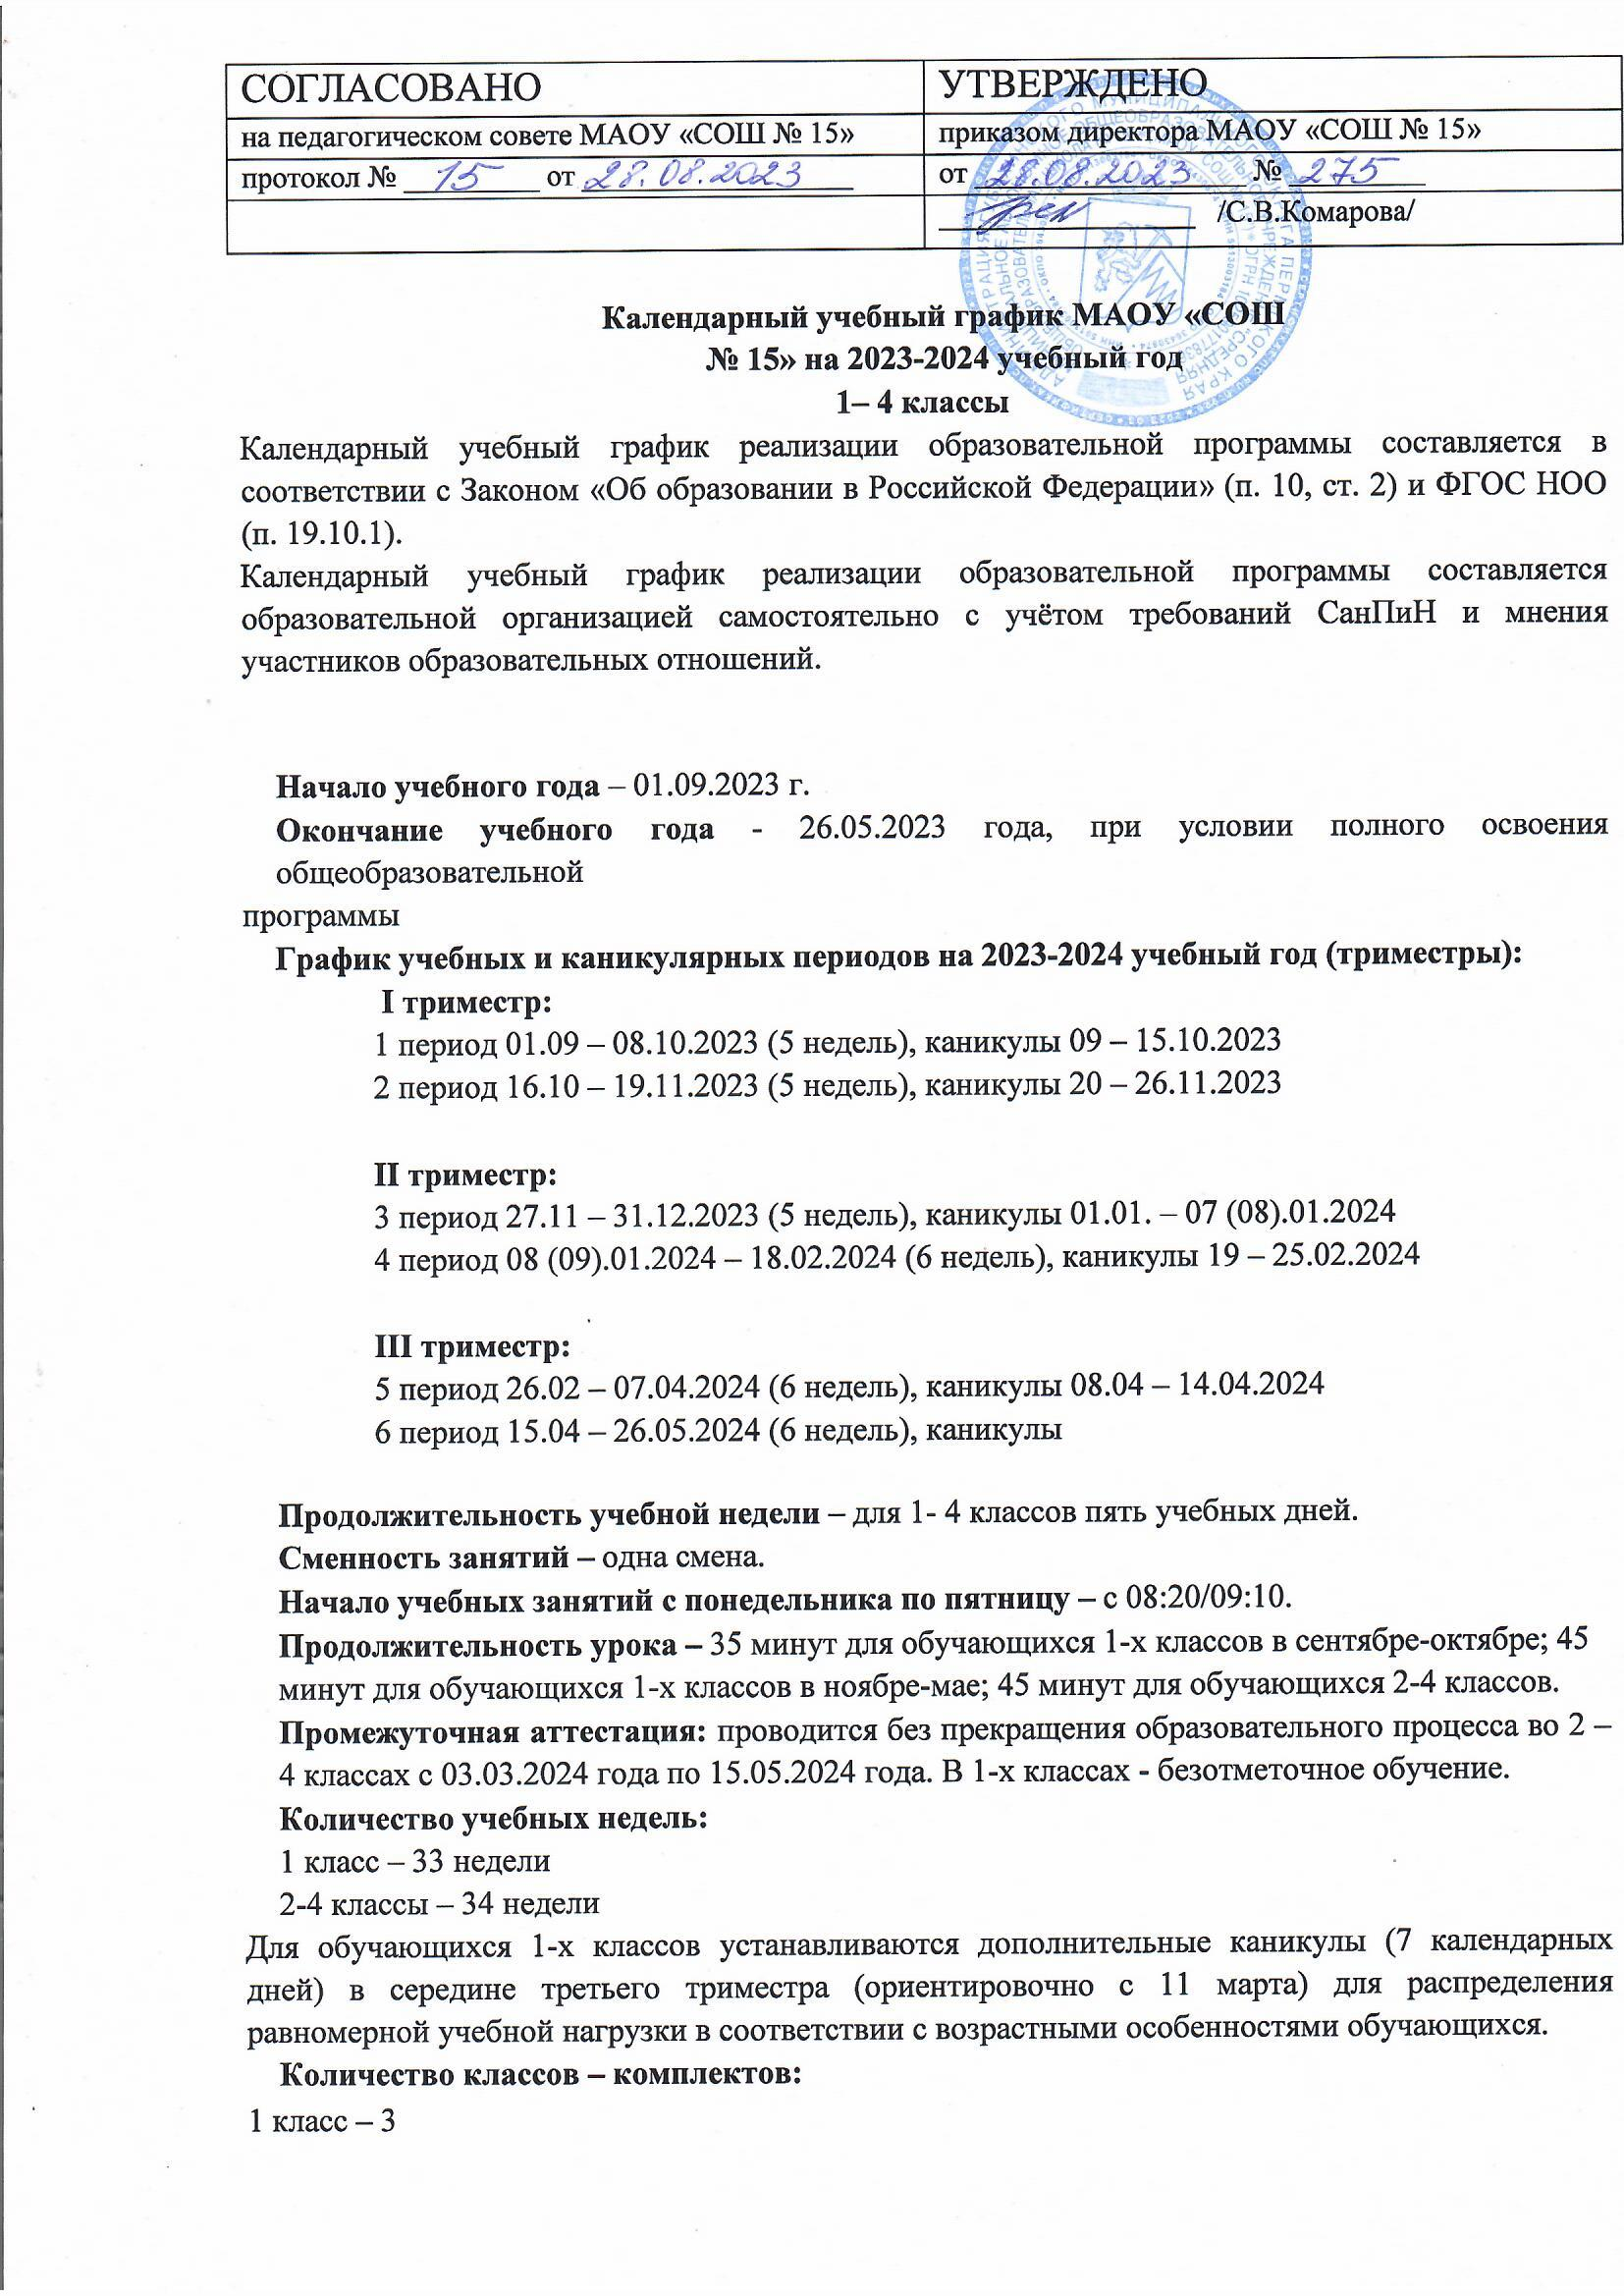 СОГЛАСОВАНО
УТВЕРЖДЕНО
на педагогическом совете МАОУ «СОШ № 15»
приказом директора МАОУ «СОШ № 15»
протокол № 15 от 28.08.2023
от 28.08.2023 № 275
/С.В.Комарова/
Календарный учебный график МАОУ «СОШ
№ 15» на 2023-2024 учебный год
1– 4 классы
Календарный учебный график реализации образовательной программы составляется в
соответствии с Законом «Об образовании в Российской Федерации» (п. 10, ст. 2) и ФГОС НОО
(п. 19.10.1).
Календарный учебный график реализации образовательной программы составляется
образовательной организацией самостоятельно с учётом требований СанПиН и мнения
участников образовательных отношений.
Начало учебного года – 01.09.2023 г.
Окончание учебного года - 26.05.2023 года, при условии полного освоения
общеобразовательной
программы
График учебных и каникулярных периодов на 2023-2024 учебный год (триместры):
I триместр:
1 период 01.09 – 08.10.2023 (5 недель), каникулы 09 – 15.10.2023
2 период 16.10 – 19.11.2023 (5 недель), каникулы 20 – 26.11.2023
II триместр:
3 период 27.11 – 31.12.2023 (5 недель), каникулы 01.01. – 07 (08).01.2024
4 период 08 (09).01.2024 – 18.02.2024 (6 недель), каникулы 19 – 25.02.2024
III триместр:
5 период 26.02 – 07.04.2024 (6 недель), каникулы 08.04 – 14.04.2024
6 период 15.04 – 26.05.2024 (6 недель), каникулы
Продолжительность учебной недели – для 1- 4 классов пять учебных дней.
Сменность занятий – одна смена.
Начало учебных занятий с понедельника по пятницу – с 08:20/09:10.
Продолжительность урока – 35 минут для обучающихся 1-х классов в сентябре-октябре; 45
минут для обучающихся 1-х классов в ноябре-мае; 45 минут для обучающихся 2-4 классов.
Промежуточная аттестация: проводится без прекращения образовательного процесса во 2 –
4 классах с 03.03.2024 года по 15.05.2024 года. В 1-х классах - безотметочное обучение.
Количество учебных недель:
1 класс – 33 недели
2-4 классы – 34 недели
Для обучающихся 1-х классов устанавливаются дополнительные каникулы (7 календарных
дней) в середине третьего триместра (ориентировочно с 11 марта) для распределения
равномерной учебной нагрузки в соответствии с возрастными особенностями обучающихся.
Количество классов – комплектов:
1 класс – 3